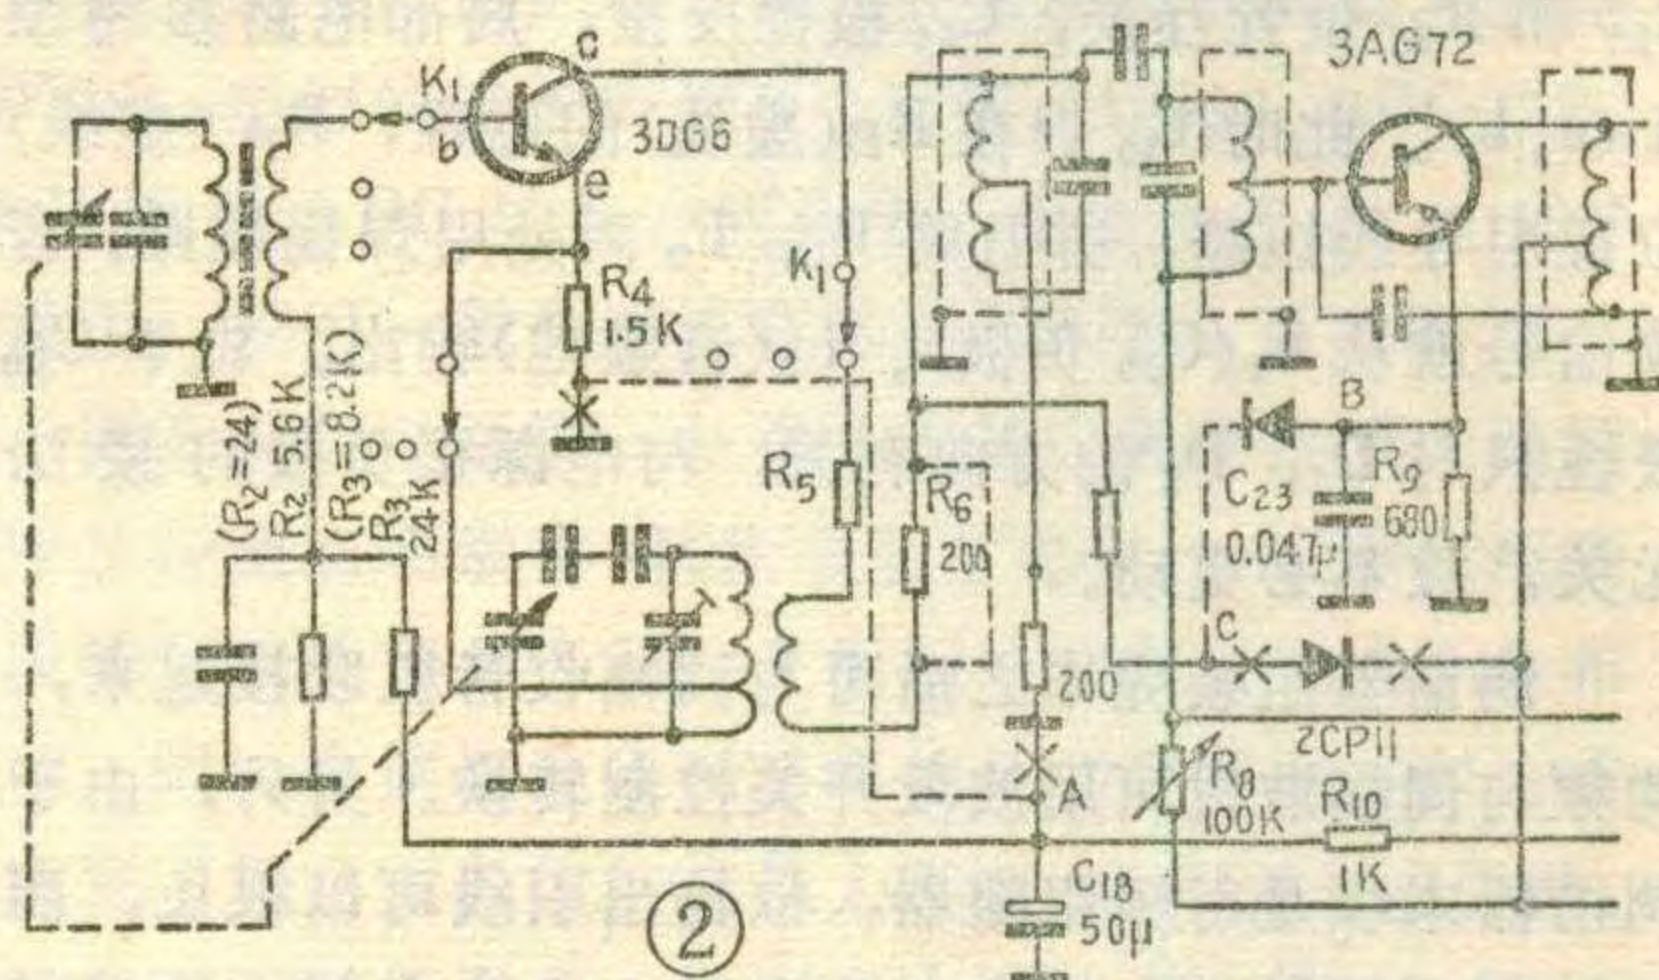 c
K₁
b
3DG6
e
3AG72
R₄
1.5K
K₁
(R₂=24)
R₂ 5.6K
(R₃=8.2K)
R₃
24K
R₅
R₆
200
B
C₂₃
0.047μ
R₉
680
C
200
2CP11
A
R₈
100K
R₁₀
1K
C₁₈
50μ
②